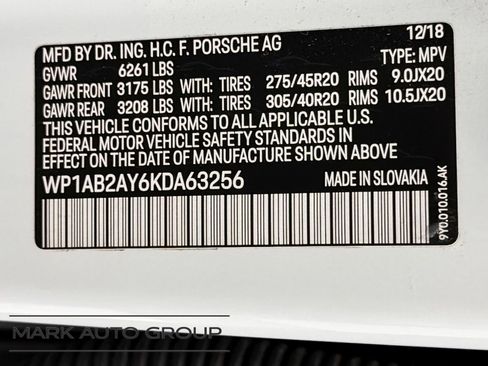 12/18
MFD BY DR. ING. H.C. F. PORSCHE AG
GVWR 6261 LBS TYPE: MPV
GAWR FRONT 3175 LBS WITH: TIRES 275/45R20 RIMS 9.0JX20
GAWR REAR 3208 LBS WITH: TIRES 305/40R20 RIMS 10.5JX20
THIS VEHICLE CONFORMS TO ALL APPLICABLE U.S.
FEDERAL MOTOR VEHICLE SAFETY STANDARDS IN
EFFECT ON THE DATE OF MANUFACTURE SHOWN ABOVE
WP1AB2AY6KDA63256 MADE IN SLOVAKIA
9Y0.010.016.AK
MARK AUTO GROUP